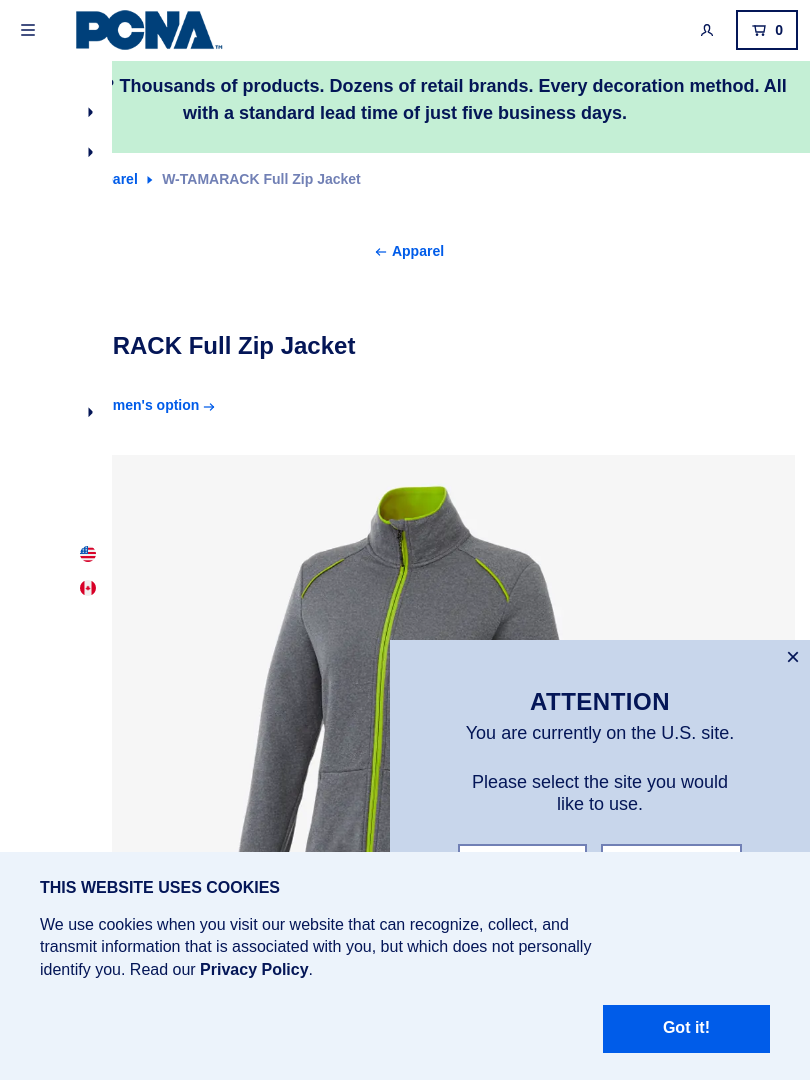 PCNA™
0
? Thousands of products. Dozens of retail brands. Every decoration method. All
with a standard lead time of just five business days.
arel W-TAMARACK Full Zip Jacket
← Apparel
RACK Full Zip Jacket
men's option →
×
ATTENTION
You are currently on the U.S. site.
Please select the site you would
like to use.
THIS WEBSITE USES COOKIES
We use cookies when you visit our website that can recognize, collect, and
transmit information that is associated with you, but which does not personally
identify you. Read our Privacy Policy.
Got it!